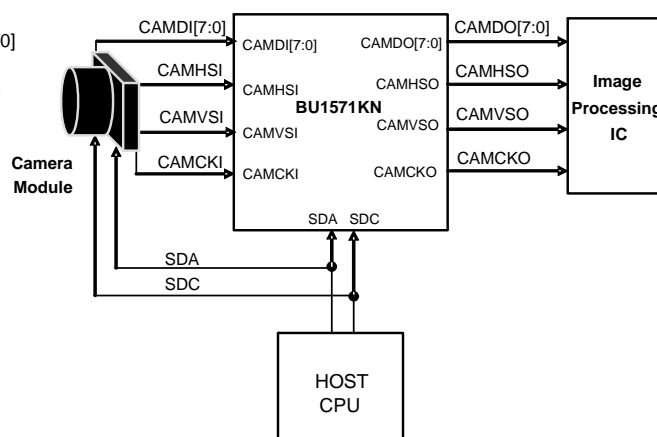 0]
CAMDI[7:0]
CAMHSI
CAMVSI
CAMCKI
Camera
Module
CAMDI[7:0]
CAMHSI
CAMVSI
CAMCKI
BU1571KN
CAMDO[7:0]
CAMHSO
CAMVSO
CAMCKO
SDA SDC
CAMDO[7:0]
CAMHSO
CAMVSO
CAMCKO
Image
Processing
IC
SDA
SDC
HOST
CPU